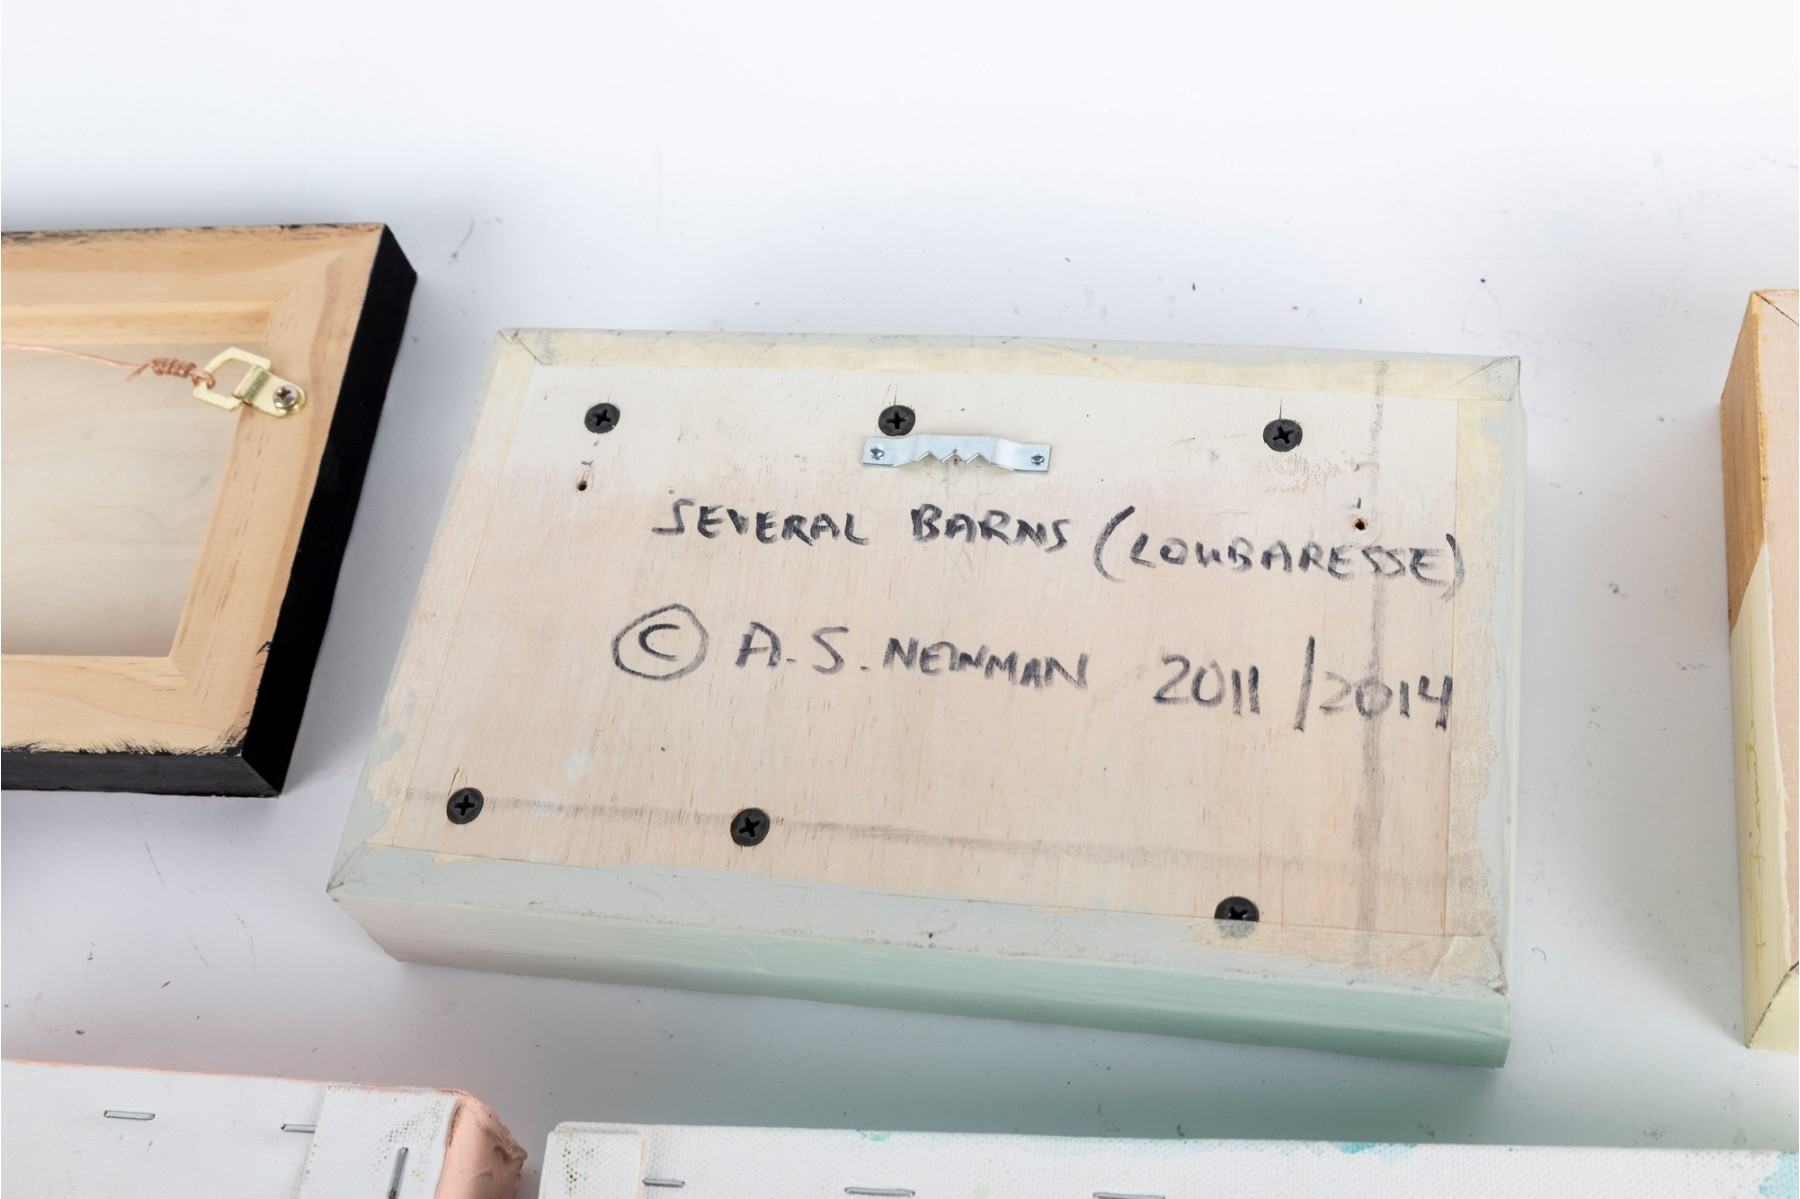 SEVERAL BARNS (LOUBARESSE)
© A.S. NEWMAN 2011/2014